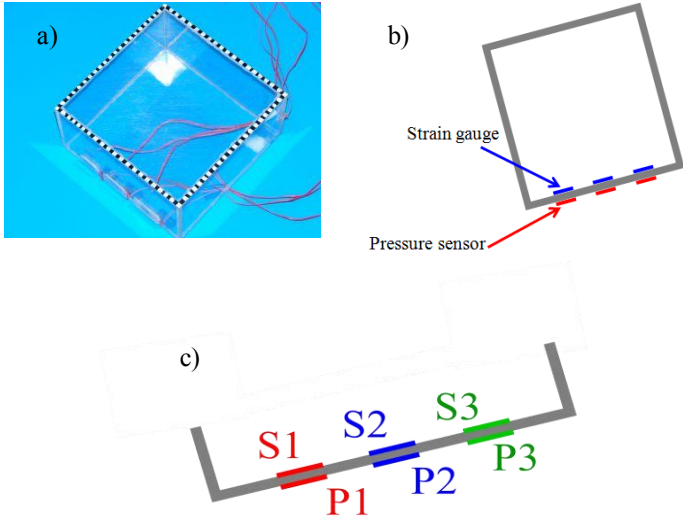 a)
b)
Strain gauge
Pressure sensor
c)
S1
S2
S3
P1
P2
P3